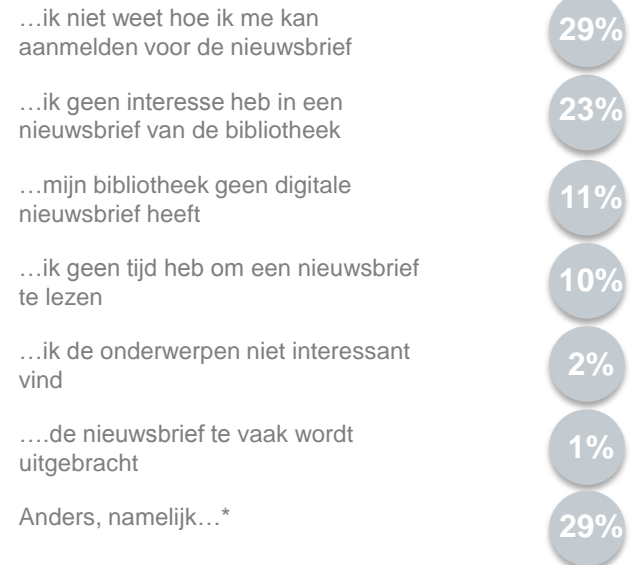 …ik niet weet hoe ik me kan
aanmelden voor de nieuwsbrief
29%
…ik geen interesse heb in een
nieuwsbrief van de bibliotheek
23%
…mijn bibliotheek geen digitale
nieuwsbrief heeft
11%
…ik geen tijd heb om een nieuwsbrief
te lezen
10%
…ik de onderwerpen niet interessant
vind
2%
….de nieuwsbrief te vaak wordt
uitgebracht
1%
Anders, namelijk…*
29%